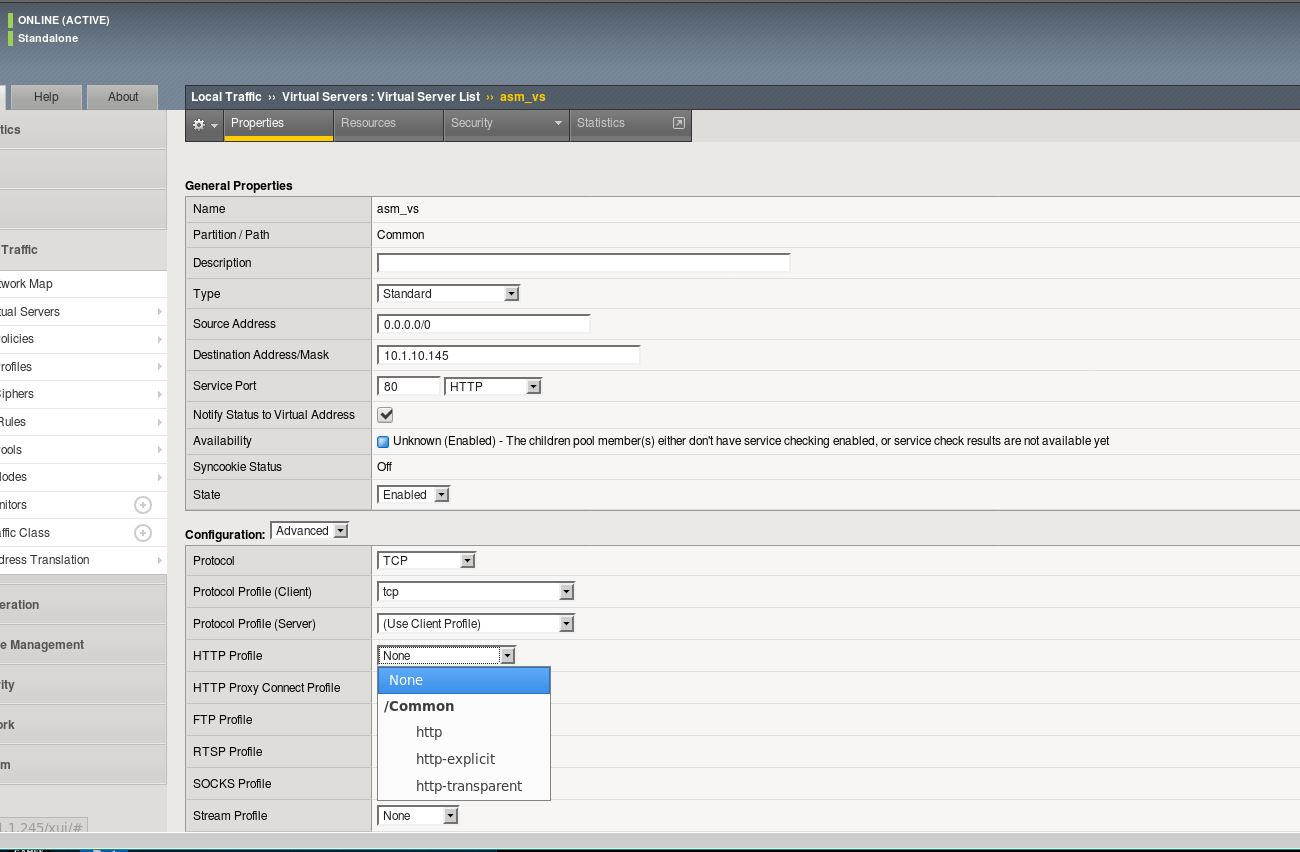 ONLINE (ACTIVE)
Standalone
Help About
Local Traffic ›› Virtual Servers : Virtual Server List ›› asm_vs
Properties Resources Security Statistics
tics
General Properties
Name asm_vs
Partition / Path Common
Traffic
Description
twork Map
Type Standard
tual Servers
Source Address 0.0.0.0/0
olicies
Destination Address/Mask 10.1.10.145
rofiles
Service Port 80 HTTP
iphers
Notify Status to Virtual Address
Rules
Availability Unknown (Enabled) - The children pool member(s) either don't have service checking enabled, or service check results are not available yet
ools
Syncookie Status Off
lodes
State Enabled
nitors
Configuration: Advanced
affic Class
Protocol TCP
dress Translation
Protocol Profile (Client) tcp
eration
Protocol Profile (Server) (Use Client Profile)
e Management
HTTP Profile None
None
HTTP Proxy Connect Profile
rity
/Common
FTP Profile
http
ork
RTSP Profile
http-explicit
m
SOCKS Profile
http-transparent
Stream Profile None
1.1.245/xui/#